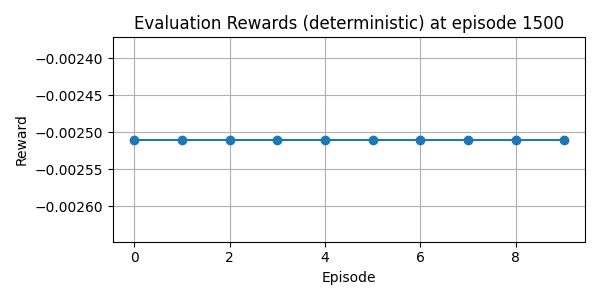 Evaluation Rewards (deterministic) at episode 1500
Reward
−0.00240
−0.00245
−0.00250
−0.00255
−0.00260
0 2 4 6 8
Episode